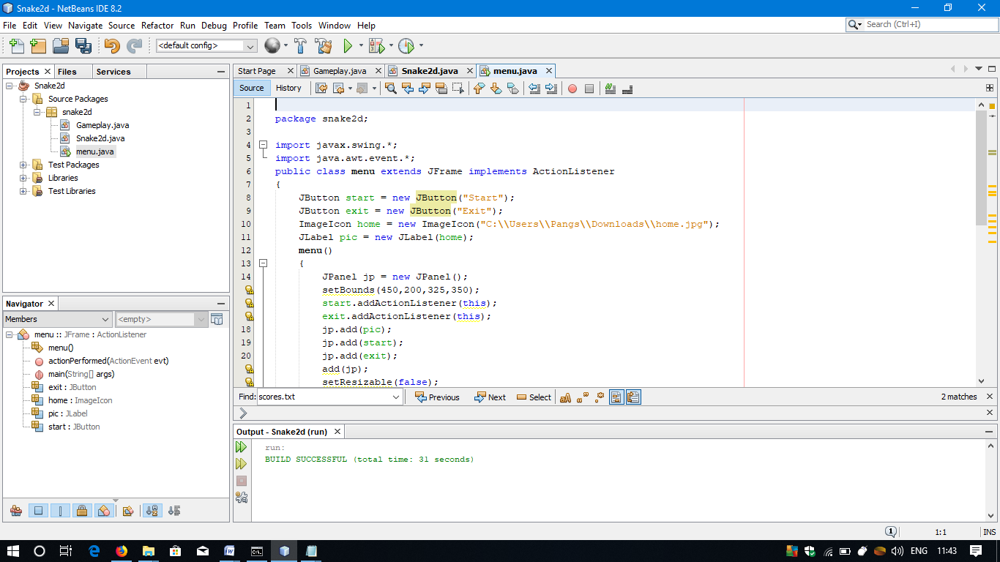 Snake2d - NetBeans IDE 8.2
File Edit View Navigate Source Refactor Run Debug Profile Team Tools Window Help
Search (Ctrl+I)
<default config>
Projects Files Services
Snake2d
Source Packages
snake2d
Gameplay.java
Snake2d.java
menu.java
Test Packages
Libraries
Test Libraries
Navigator
Members <empty>
menu :: JFrame : ActionListener
menu()
actionPerformed(ActionEvent evt)
main(String[] args)
exit : JButton
home : ImageIcon
pic : JLabel
start : JButton
Start Page Gameplay.java Snake2d.java menu.java
Source History
1
2 package snake2d;
3
4 import javax.swing.*;
5 import java.awt.event.*;
6 public class menu extends JFrame implements ActionListener
7 {
8 JButton start = new JButton("Start");
9 JButton exit = new JButton("Exit");
10 ImageIcon home = new ImageIcon("C:\\Users\\Pangs\\Downloads\\home.jpg");
11 JLabel pic = new JLabel(home);
12 menu()
13 {
14 JPanel jp = new JPanel();
setBounds(450,200,325,350);
start.addActionListener(this);
exit.addActionListener(this);
18 jp.add(pic);
19 jp.add(start);
20 jp.add(exit);
add(jp);
setResizable(false);
Find: scores.txt Previous Next Select aA 2 matches
Output - Snake2d (run)
run:
BUILD SUCCESSFUL (total time: 31 seconds)
1 1:1 INS
ENG 11:43